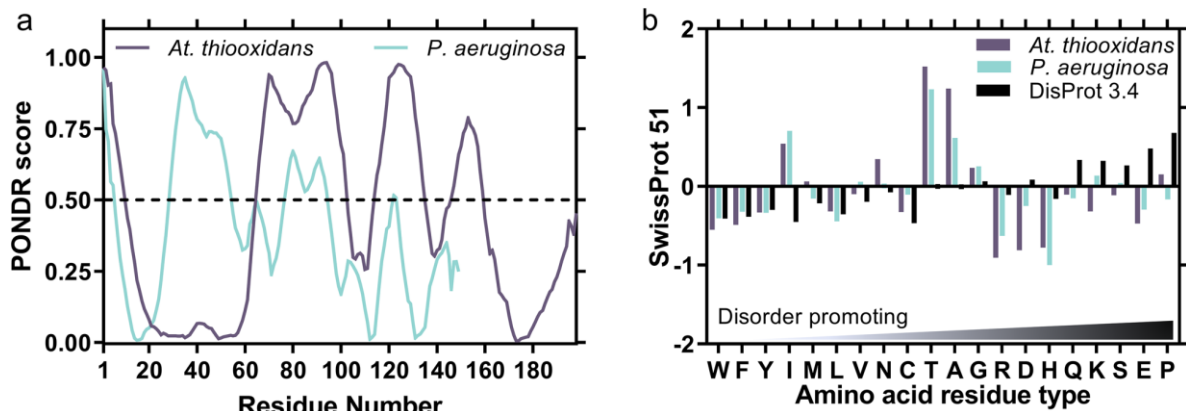 a
At. thiooxidans
P. aeruginosa
PONDR score
1.00
0.75
0.50
0.25
0.00
1 20 40 60 80 100 120 140 160 180
Residue Number
b
At. thiooxidans
P. aeruginosa
DisProt 3.4
SwissProt 51
2
1
0
-1
-2
Disorder promoting
W F Y I M L V N C T A G R D H Q K S E P
Amino acid residue type